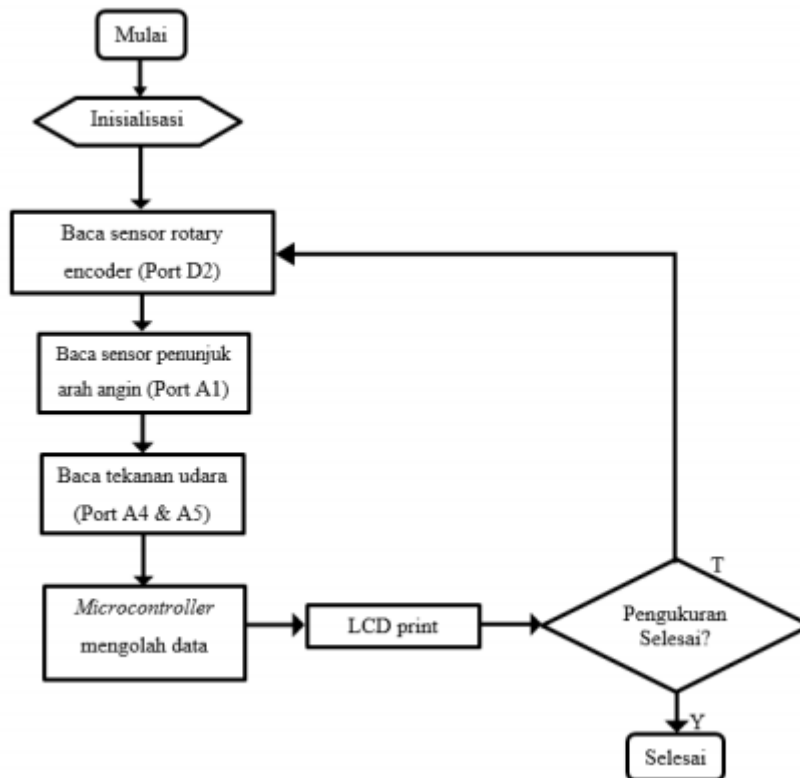 Mulai
Inisialisasi
Baca sensor rotary
encoder (Port D2)
Baca sensor penunjuk
arah angin (Port A1)
Baca tekanan udara
(Port A4 & A5)
Microcontroller
mengolah data
LCD print
Pengukuran
Selesai?
T
Y
Selesai